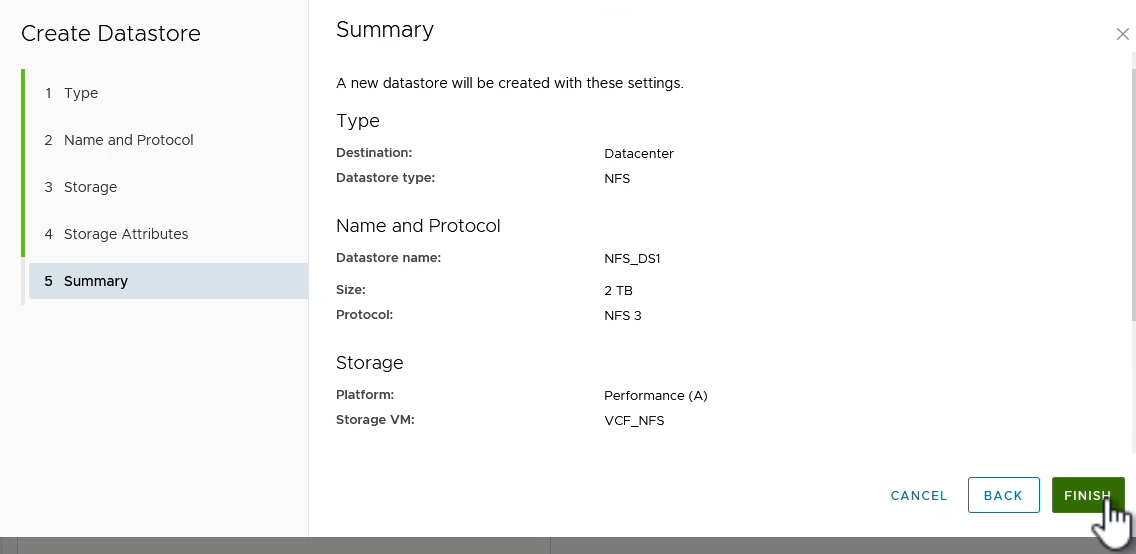 Create Datastore
1 Type
2 Name and Protocol
3 Storage
4 Storage Attributes
5 Summary
Summary
A new datastore will be created with these settings.
Type
Destination: Datacenter
Datastore type: NFS
Name and Protocol
Datastore name: NFS_DS1
Size: 2 TB
Protocol: NFS 3
Storage
Platform: Performance (A)
Storage VM: VCF_NFS
CANCEL BACK FINISH